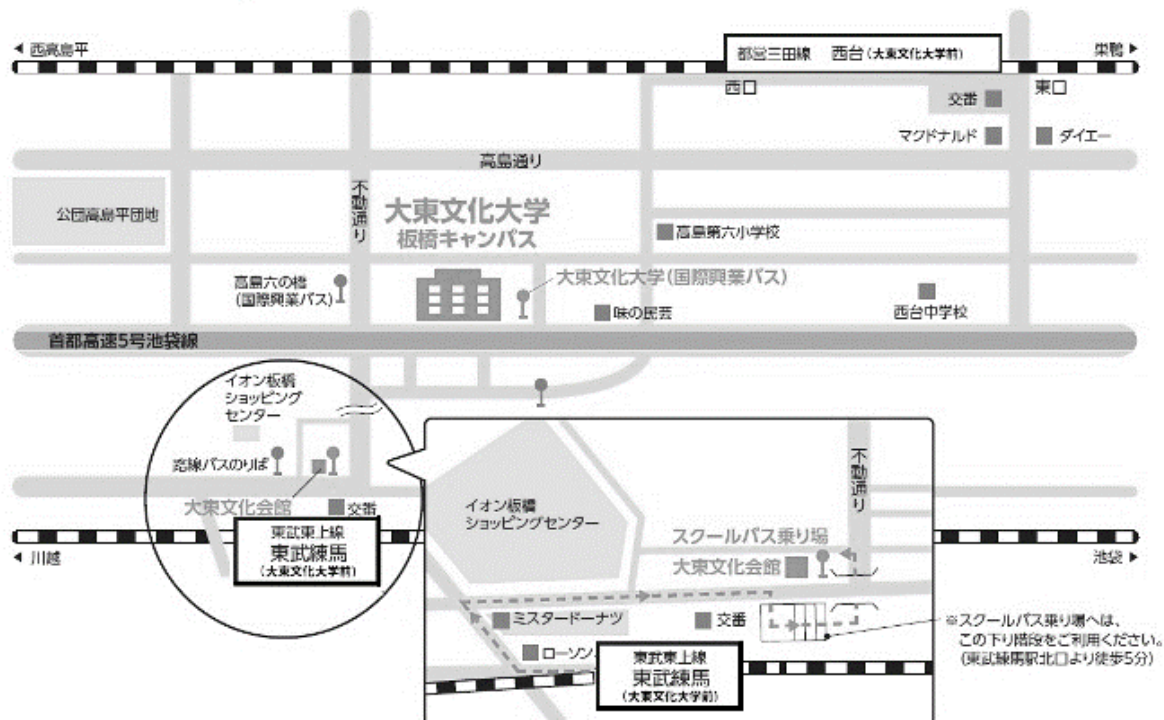 ◀ 西高島平
都営三田線 西台(大東文化大学前)
巣鴨 ▶
西口
東口
交番
マクドナルド
ダイエー
高島通り
公団高島平団地
不動通り
大東文化大学
板橋キャンパス
高島第六小学校
大東文化大学(国際興業バス)
高島六の橋
(国際興業バス)
味の民芸
西台中学校
首都高速5号池袋線
イオン板橋
ショッピング
センター
路線バスのりば
大東文化会館
交番
東武東上線
東武練馬
(大東文化大学前)
◀ 川越
池袋 ▶
イオン板橋
ショッピングセンター
不動通り
スクールバス乗り場
大東文化会館
ミスタードーナツ
交番
ローソン
東武東上線
東武練馬
(大東文化大学前)
※スクールバス乗り場へは、
この下り階段をご利用ください。
(東武練馬駅北口より徒歩5分)